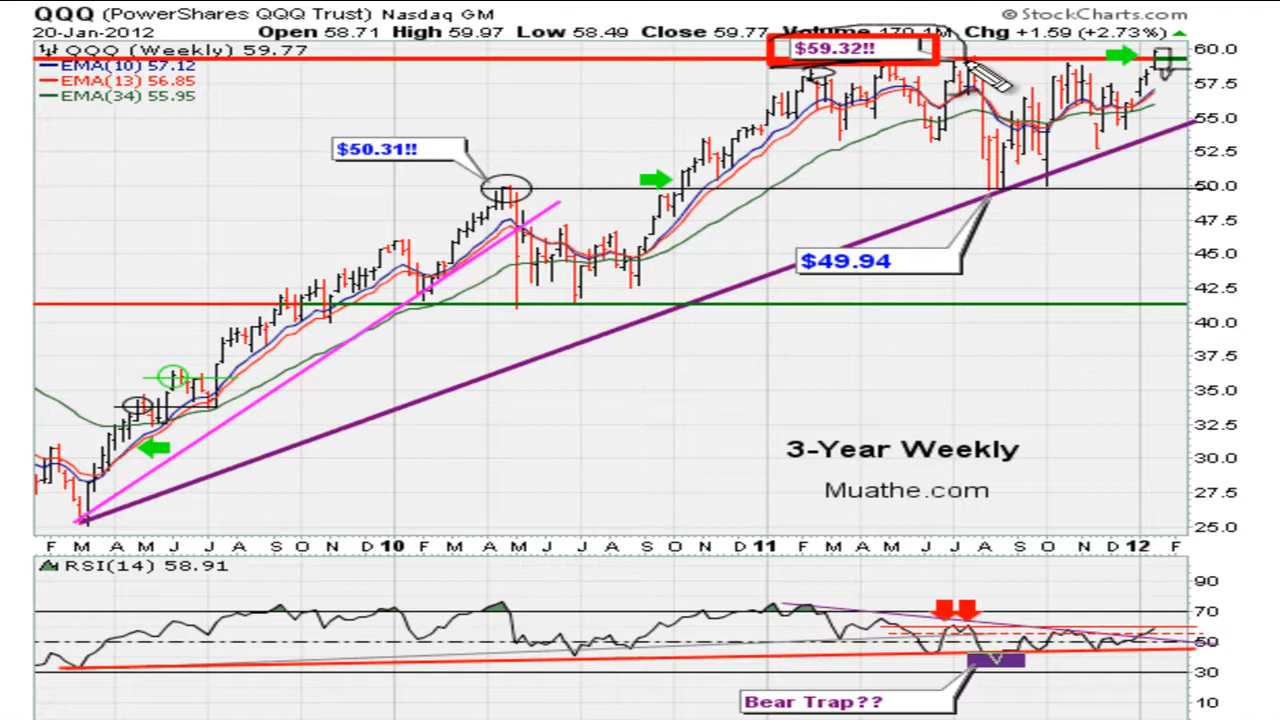 QQQ (PowerShares QQQ Trust) Nasdaq GM ©StockCharts.com
20-Jan-2012 Open 58.71 High 59.97 Low 58.49 Close 59.77 Volume 170.1M Chg +1.59 (+2.73%)
QQQ (Weekly) 59.77
EMA(10) 57.12
EMA(13) 56.85
EMA(34) 55.95
$59.32!!
$50.31!!
$49.94
60.0
57.5
55.0
52.5
50.0
47.5
45.0
42.5
40.0
37.5
35.0
32.5
30.0
27.5
25.0
3-Year Weekly
Muathe.com
F M A M J J A S O N D 10 F M A M J J A S O N D 11 F M A M J J A S O N D 12 F
RSI(14) 58.91
90
70
50
30
10
Bear Trap??